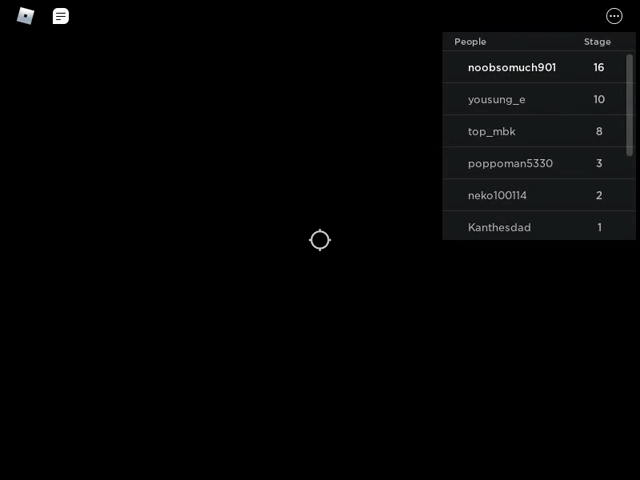 People Stage
noobsomuch901 16
yousung_e 10
top_mbk 8
poppoman5330 3
neko100114 2
Kanthesdad 1